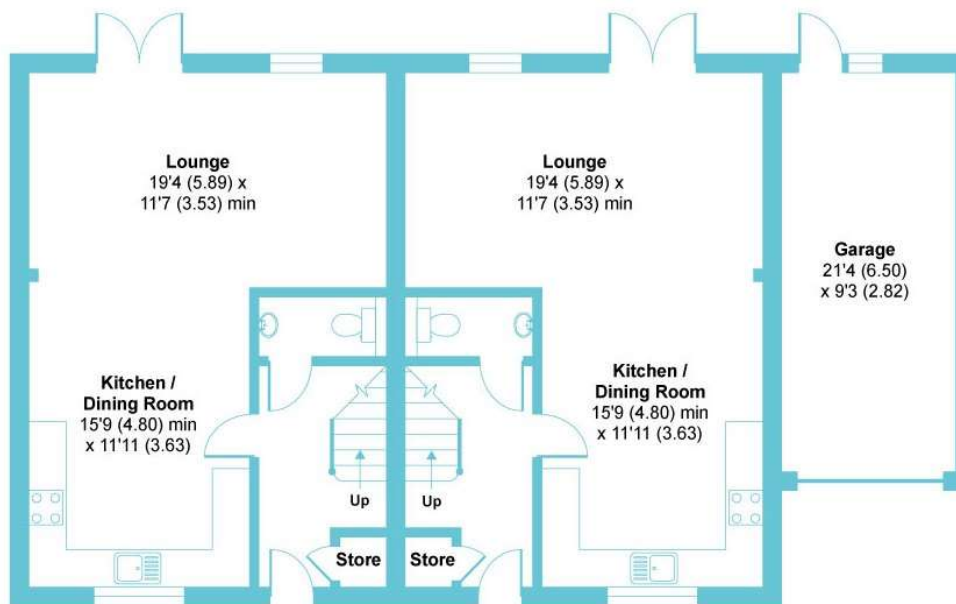 Lounge
19'4 (5.89) x
11'7 (3.53) min
Lounge
19'4 (5.89) x
11'7 (3.53) min
Garage
21'4 (6.50)
x 9'3 (2.82)
Kitchen /
Dining Room
15'9 (4.80) min
x 11'11 (3.63)
Kitchen /
Dining Room
15'9 (4.80) min
x 11'11 (3.63)
Up
Up
Store
Store